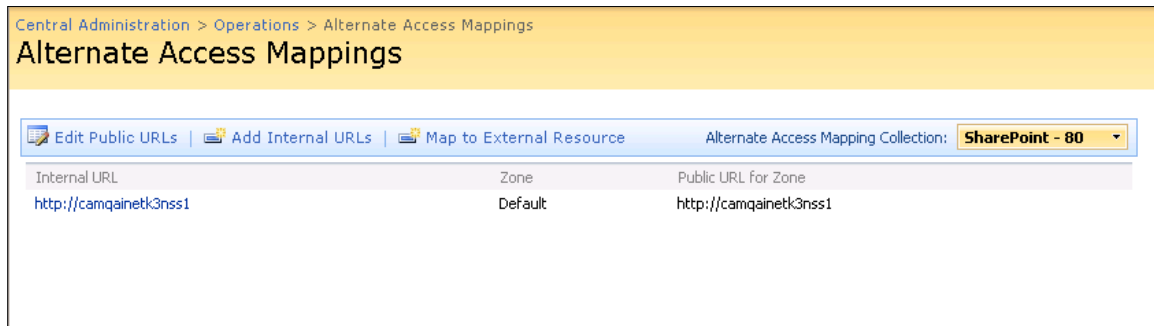 Central Administration > Operations > Alternate Access Mappings
Alternate Access Mappings
Edit Public URLs | Add Internal URLs | Map to External Resource Alternate Access Mapping Collection: SharePoint - 80
Internal URL Zone Public URL for Zone
http://camqainetk3nss1 Default http://camqainetk3nss1